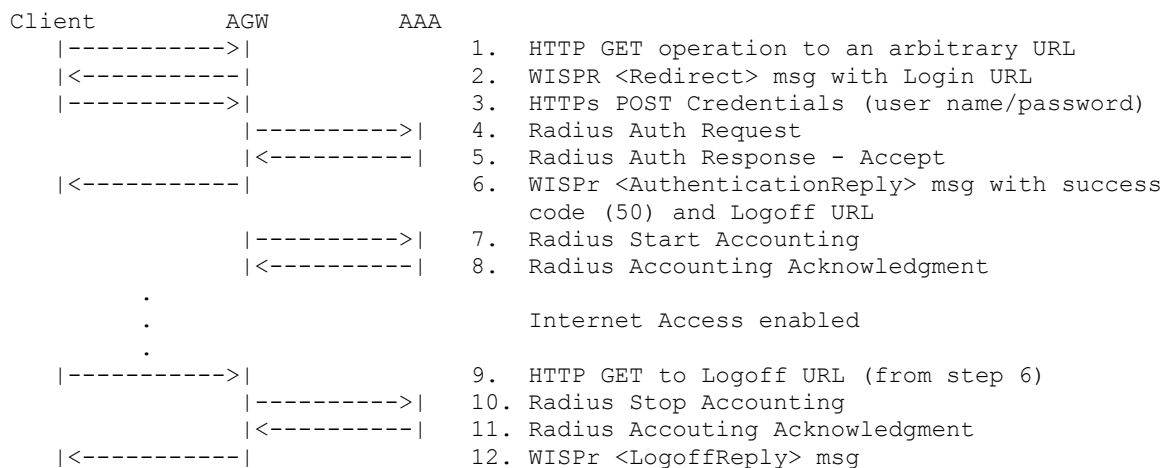 Client AGW AAA
|----------->| 1. HTTP GET operation to an arbitrary URL
|<-----------| 2. WISPR <Redirect> msg with Login URL
|----------->| 3. HTTPs POST Credentials (user name/password)
|---------->| 4. Radius Auth Request
|<----------| 5. Radius Auth Response - Accept
|<-----------| 6. WISPr <AuthenticationReply> msg with success
code (50) and Logoff URL
|---------->| 7. Radius Start Accounting
|<----------| 8. Radius Accounting Acknowledgment
.
. Internet Access enabled
.
|----------->| 9. HTTP GET to Logoff URL (from step 6)
|---------->| 10. Radius Stop Accounting
|<----------| 11. Radius Accouting Acknowledgment
|<-----------| 12. WISPr <LogoffReply> msg